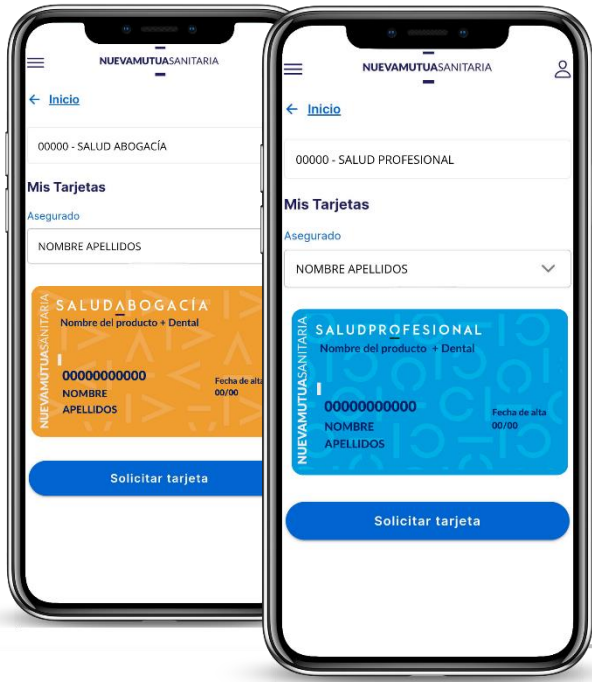 NUEVAMUTUASANITARIA
← Inicio
00000 - SALUD ABOGACÍA
Mis Tarjetas
Asegurado
NOMBRE APELLIDOS
NUEVAMUTUASANITARIA
SALUDABOGACÍA
Nombre del producto + Dental
00000000000
NOMBRE
APELLIDOS
Fecha de alta
00/00
Solicitar tarjeta
NUEVAMUTUASANITARIA
← Inicio
00000 - SALUD PROFESIONAL
Mis Tarjetas
Asegurado
NOMBRE APELLIDOS
NUEVAMUTUASANITARIA
SALUDPROFESIONAL
Nombre del producto + Dental
00000000000
NOMBRE
APELLIDOS
Fecha de alta
00/00
Solicitar tarjeta